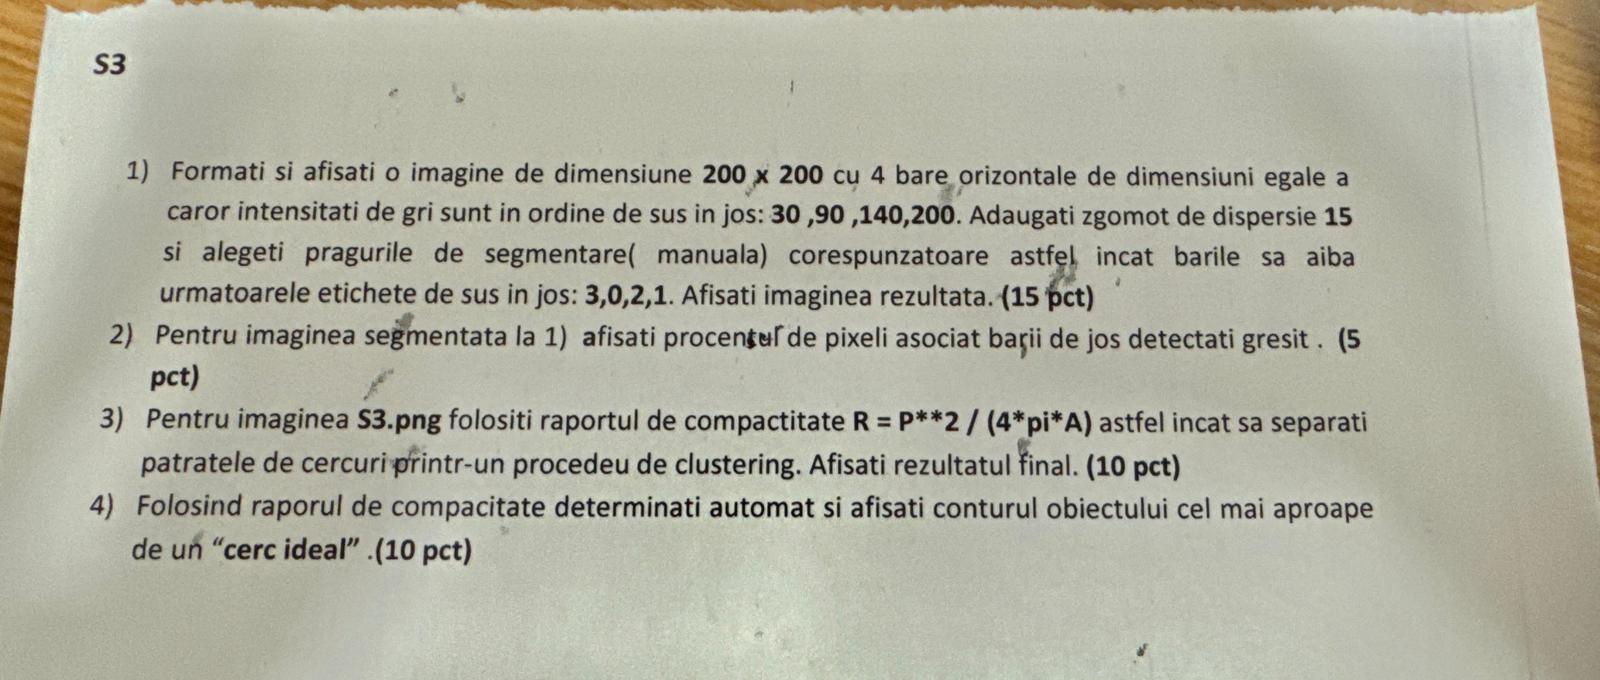 S3
1) Formati si afisati o imagine de dimensiune 200 x 200 cu 4 bare orizontale de dimensiuni egale a
caror intensitati de gri sunt in ordine de sus in jos: 30 ,90 ,140,200. Adaugati zgomot de dispersie 15
si alegeti pragurile de segmentare( manuala) corespunzatoare astfel incat barile sa aiba
urmatoarele etichete de sus in jos: 3,0,2,1. Afisati imaginea rezultata. (15 pct)
2) Pentru imaginea segmentata la 1) afisati procentul de pixeli asociat barii de jos detectati gresit . (5
pct)
3) Pentru imaginea S3.png folositi raportul de compactitate R = P**2 / (4*pi*A) astfel incat sa separati
patratele de cercuri printr-un procedeu de clustering. Afisati rezultatul final. (10 pct)
4) Folosind raporul de compacitate determinati automat si afisati conturul obiectului cel mai aproape
de un “cerc ideal” .(10 pct)